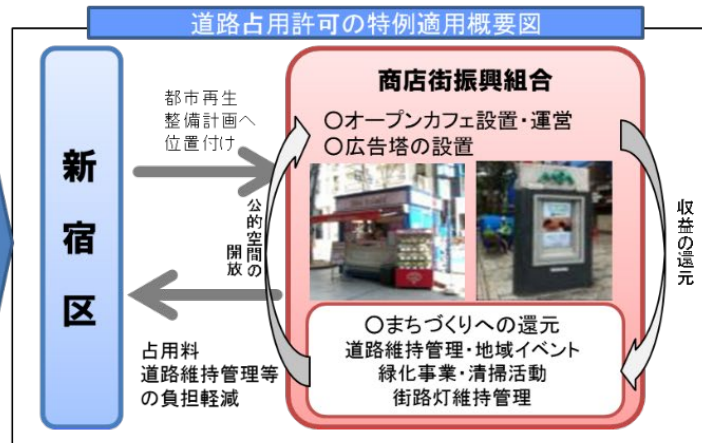 道路占用許可の特例適用概要図
新宿区
都市再生
整備計画へ
位置付け
占用料
道路維持管理等
の負担軽減
商店街振興組合
○オープンカフェ設置・運営
○広告塔の設置
公的空間の
開放
収益の還元
○まちづくりへの還元
道路維持管理・地域イベント
緑化事業・清掃活動
街路灯維持管理